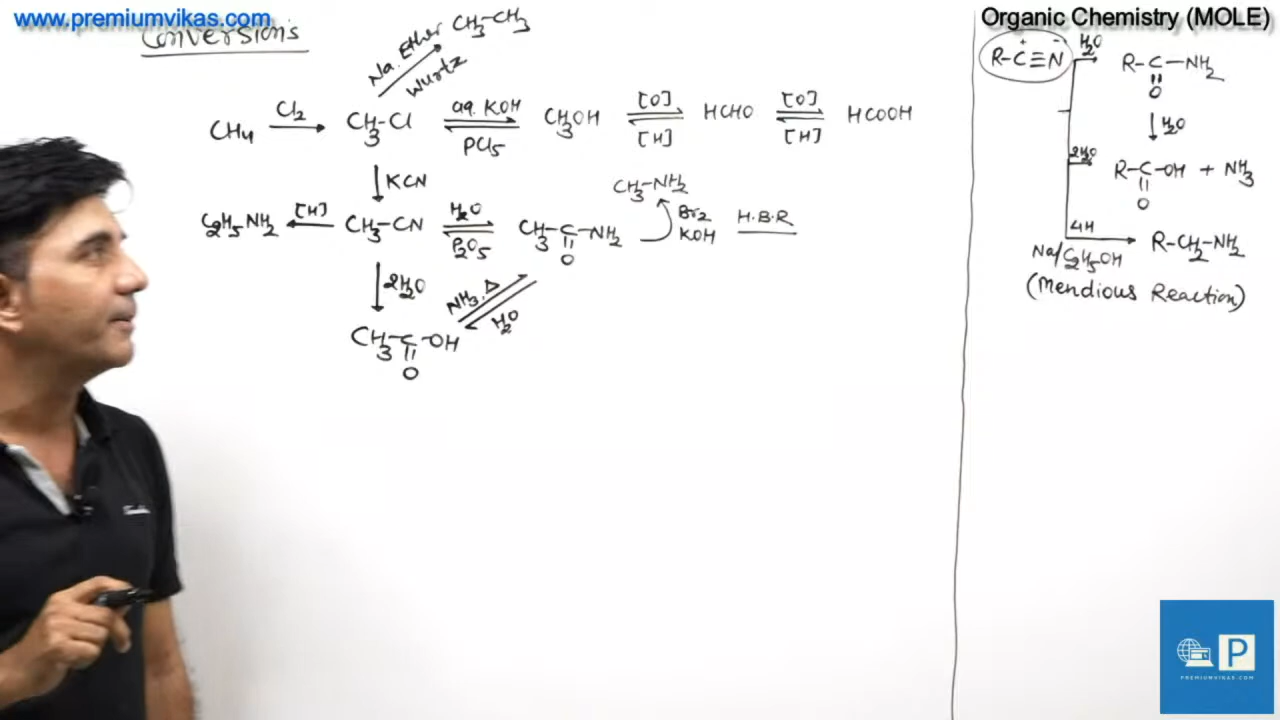 www.premiumvikas.com
Organic Chemistry (MOLE)
Conversions
Na. Ether CH3-CH3
Wurtz
CH4 Cl2 CH3-Cl aq. KOH PCl5 CH3OH [O] [H] HCHO [O] [H] HCOOH
KCN
CH3-NH2
C2H5NH2 [H] CH3-CN H2O P2O5 CH3-C-NH2 Br2 KOH H.B.R
O
2H2O
NH3. Δ
H2O
CH3-C-OH
O
R-C≡N
+ -
H2O
R-C-NH2
O
H2O
2H2O
R-C-OH + NH3
O
4H
R-CH2-NH2
Na/C2H5OH
(Mendious Reaction)
P
PREMIUMVIKAS.COM